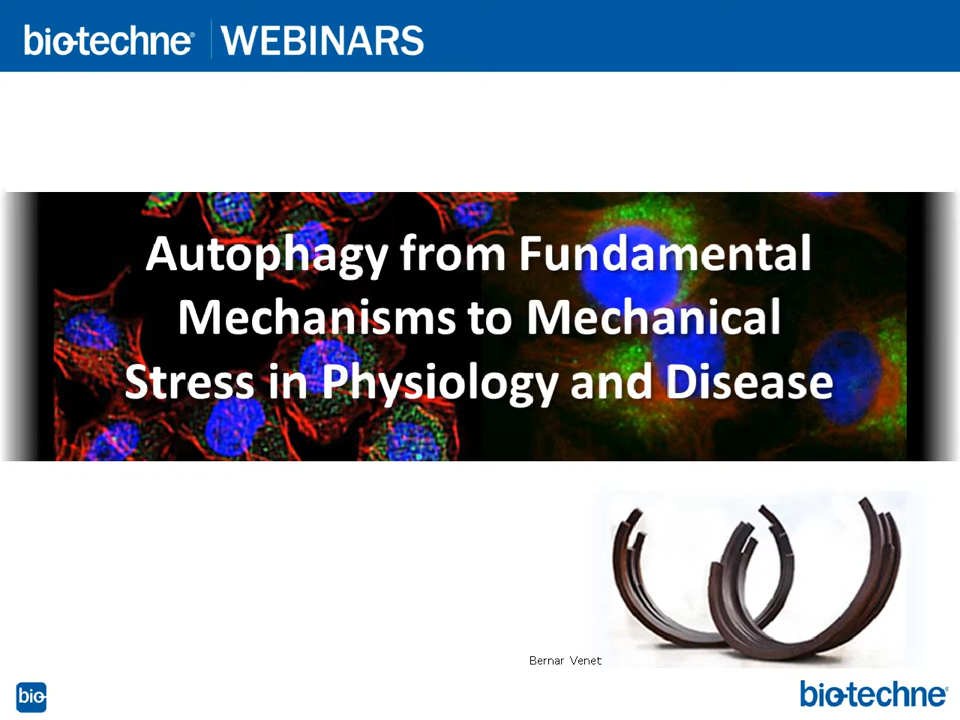 bio-techne® | WEBINARS
Autophagy from Fundamental
Mechanisms to Mechanical
Stress in Physiology and Disease
Bernar Venet
bio-
bio-techne®